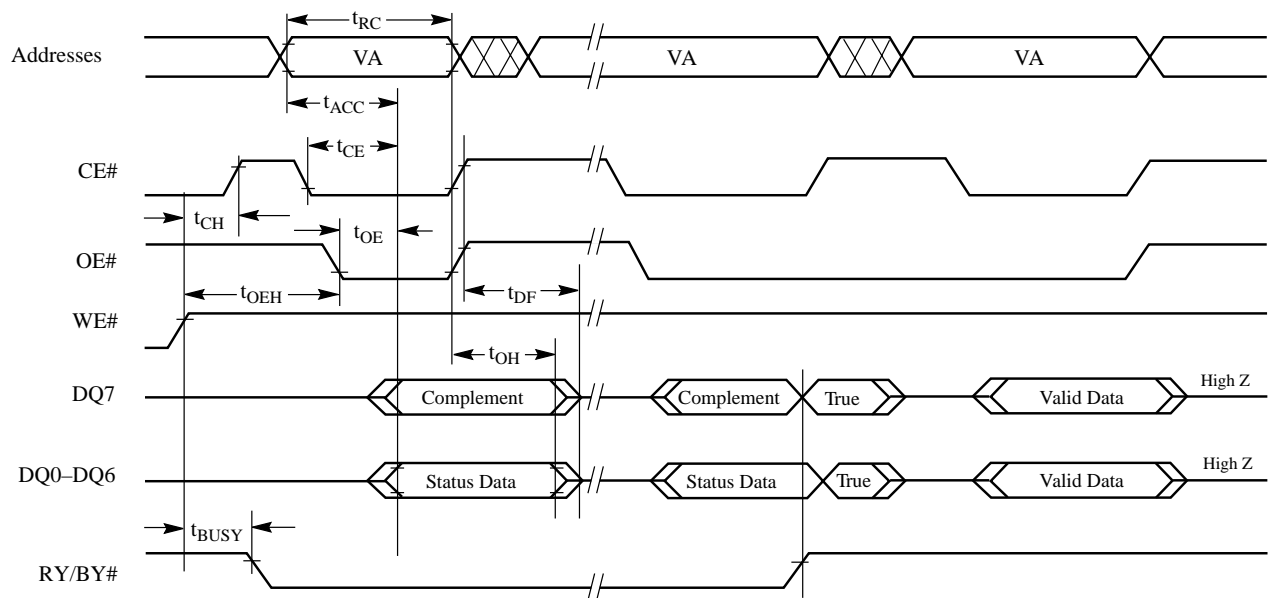 tRC
Addresses VA VA VA
tACC
tCE
CE#
tCH tOE
OE#
tOEH tDF
WE#
tOH
DQ7 Complement Complement True Valid Data High Z
DQ0–DQ6 Status Data Status Data True Valid Data High Z
tBUSY
RY/BY#